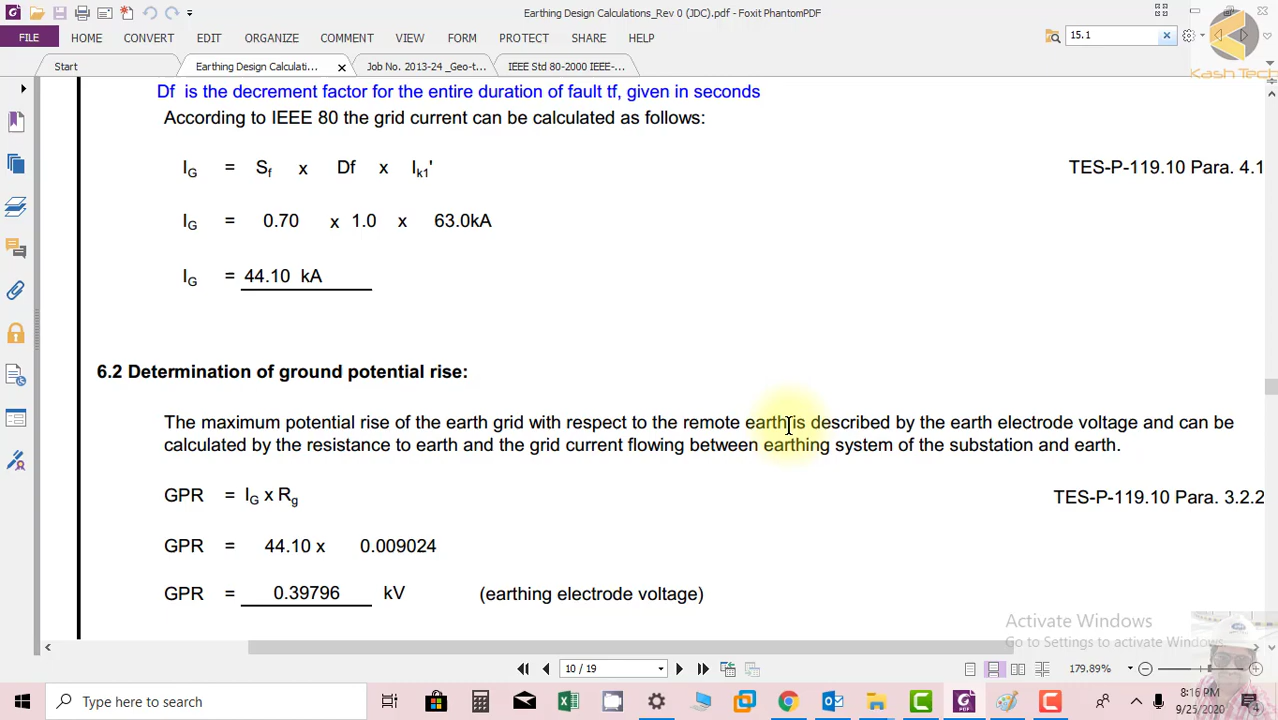 Earthing Design Calculations_Rev 0 (JDC).pdf - Foxit PhantomPDF
FILE HOME CONVERT EDIT ORGANIZE COMMENT VIEW FORM PROTECT SHARE HELP
15.1
Kash Tech
Start
Earthing Design Calculati...
Job No. 2013-24 _Geo-t...
IEEE Std 80-2000 IEEE-...
Df is the decrement factor for the entire duration of fault tf, given in seconds
According to IEEE 80 the grid current can be calculated as follows:
IG = Sf x Df x Ik1' TES-P-119.10 Para. 4.1
IG = 0.70 x 1.0 x 63.0kA
IG = 44.10 kA
6.2 Determination of ground potential rise:
The maximum potential rise of the earth grid with respect to the remote earth is described by the earth electrode voltage and can be
calculated by the resistance to earth and the grid current flowing between earthing system of the substation and earth.
GPR = IG x Rg TES-P-119.10 Para. 3.2.2
GPR = 44.10 x 0.009024
GPR = 0.39796 kV (earthing electrode voltage)
Activate Windows
Go to Settings to activate Windows.
10 / 19
179.89%
Type here to search
8:16 PM
9/25/2020
4